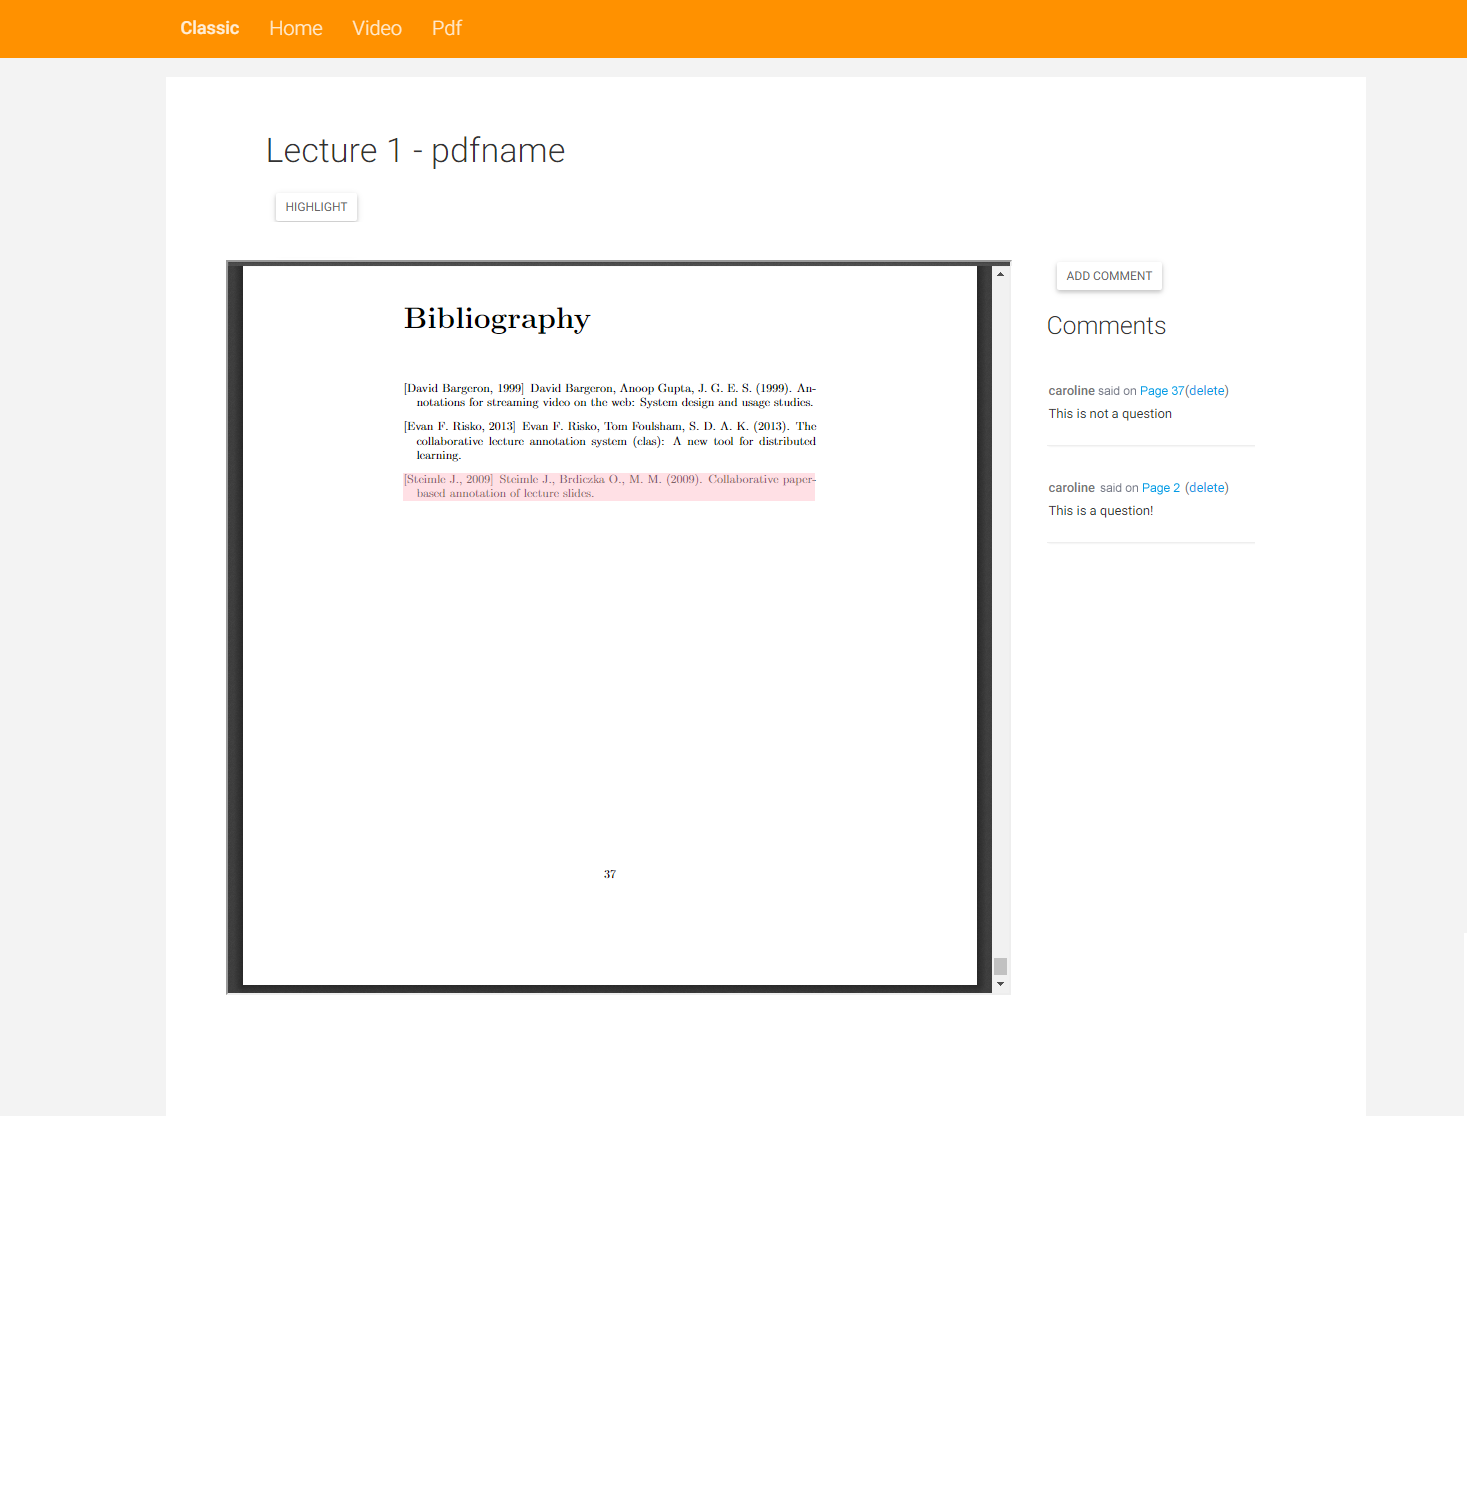 Classic Home Video Pdf
Lecture 1 - pdfname
HIGHLIGHT
Bibliography
[David Bargeron, 1999] David Bargeron, Anoop Gupta, J. G. E. S. (1999). An-
notations for streaming video on the web: System design and usage studies.
[Evan F. Risko, 2013] Evan F. Risko, Tom Foulsham, S. D. A. K. (2013). The
collaborative lecture annotation system (clas): A new tool for distributed
learning.
[Steimle J., 2009] Steimle J., Brdiczka O., M. M. (2009). Collaborative paper-
based annotation of lecture slides.
37
ADD COMMENT
Comments
caroline said on Page 37(delete)
This is not a question
caroline said on Page 2 (delete)
This is a question!